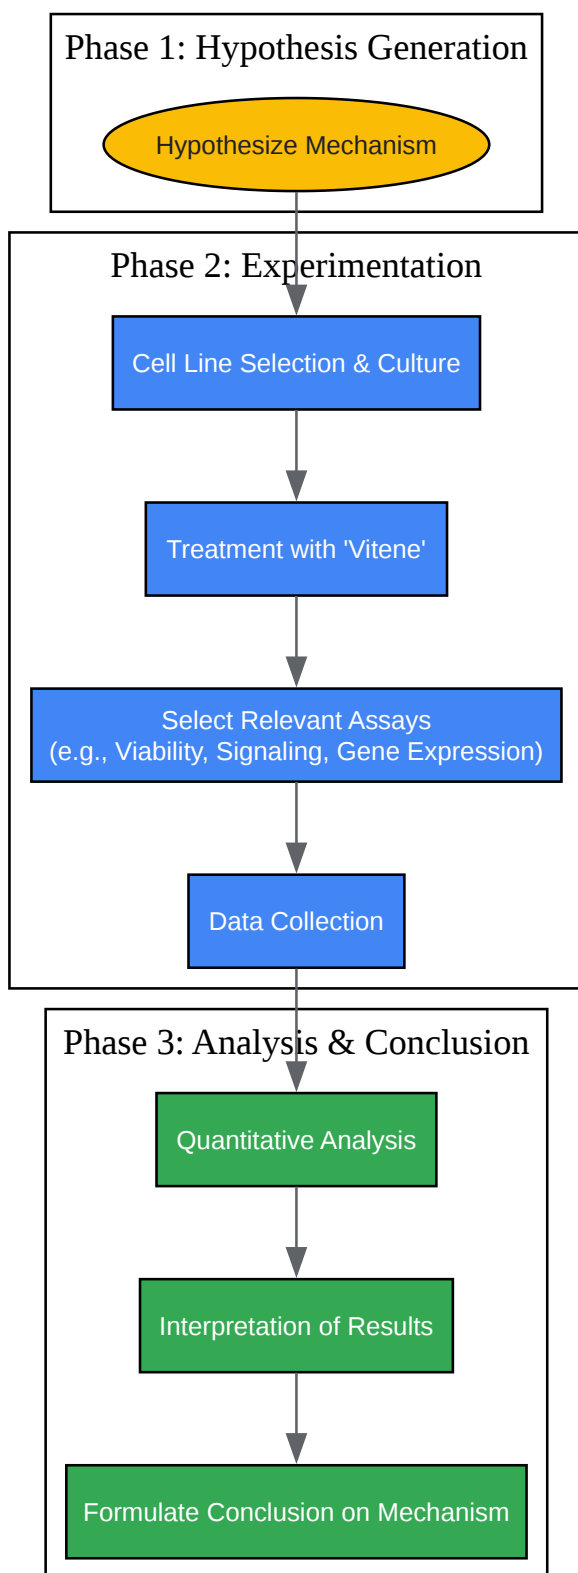 Phase 1: Hypothesis Generation
Hypothesize Mechanism
Phase 2: Experimentation
Cell Line Selection & Culture
Treatment with 'Vitene'
Select Relevant Assays
(e.g., Viability, Signaling, Gene Expression)
Data Collection
Phase 3: Analysis & Conclusion
Quantitative Analysis
Interpretation of Results
Formulate Conclusion on Mechanism